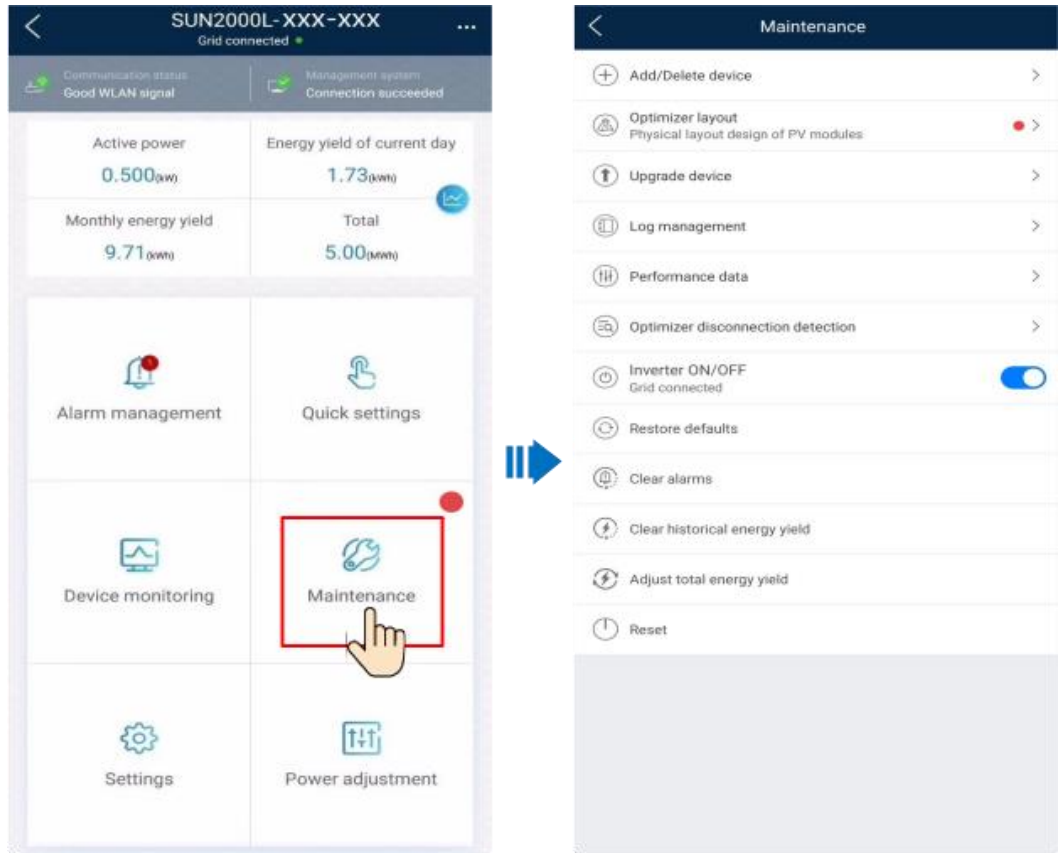 SUN2000L-XXX-XXX
...
Grid connected
Communication status
Good WLAN signal
Management system
Connection succeeded
Active power
0.500(kW)
Energy yield of current day
1.73(kWh)
Monthly energy yield
9.71(kWh)
Total
5.00(MWh)
Alarm management
Quick settings
Device monitoring
Maintenance
Settings
Power adjustment
Maintenance
Add/Delete device
Optimizer layout
Physical layout design of PV modules
Upgrade device
Log management
Performance data
Optimizer disconnection detection
Inverter ON/OFF
Grid connected
Restore defaults
Clear alarms
Clear historical energy yield
Adjust total energy yield
Reset